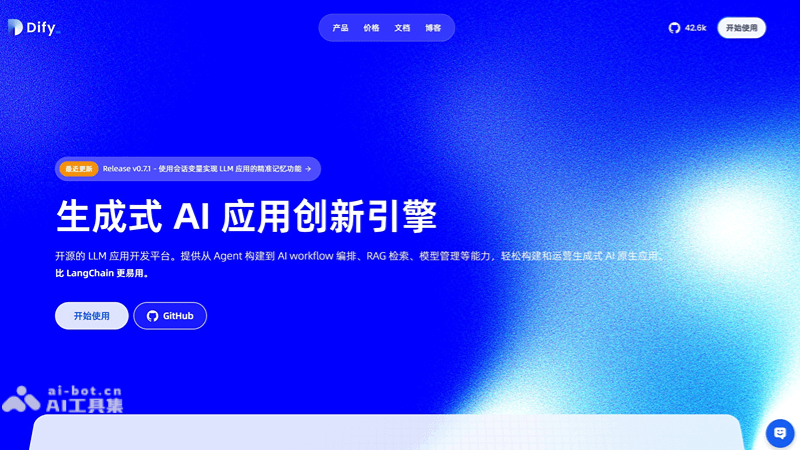 Dify
产品 价格 文档 博客
42.6k 开始使用
最近更新 Release v0.7.1 - 使用会话变量实现 LLM 应用的精准记忆功能 →
生成式 AI 应用创新引擎
开源的 LLM 应用开发平台。提供从 Agent 构建到 AI workflow 编排、RAG 检索、模型管理等能力，轻松构建和运营生成式 AI 原生应用。
比 LangChain 更易用。
开始使用 GitHub
ai-bot.cn
AI工具集